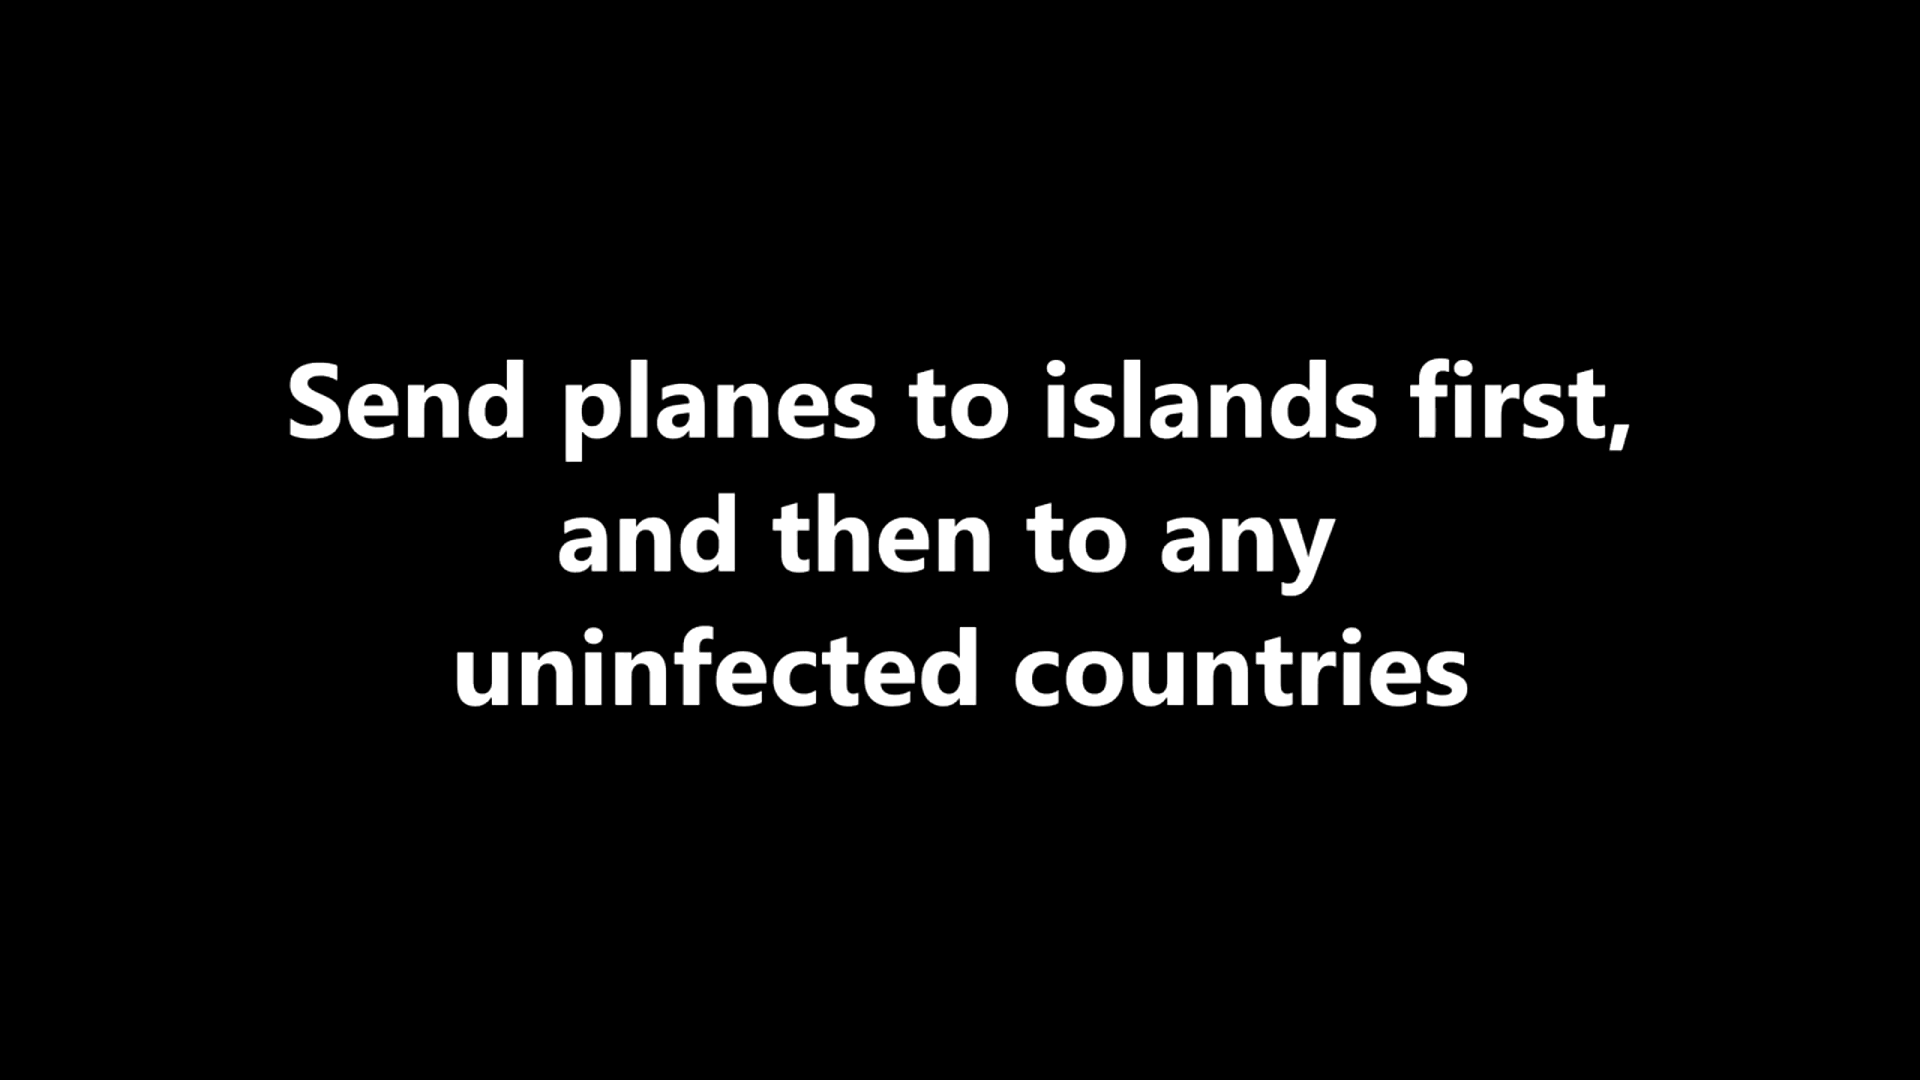 Send planes to islands first,
and then to any
uninfected countries